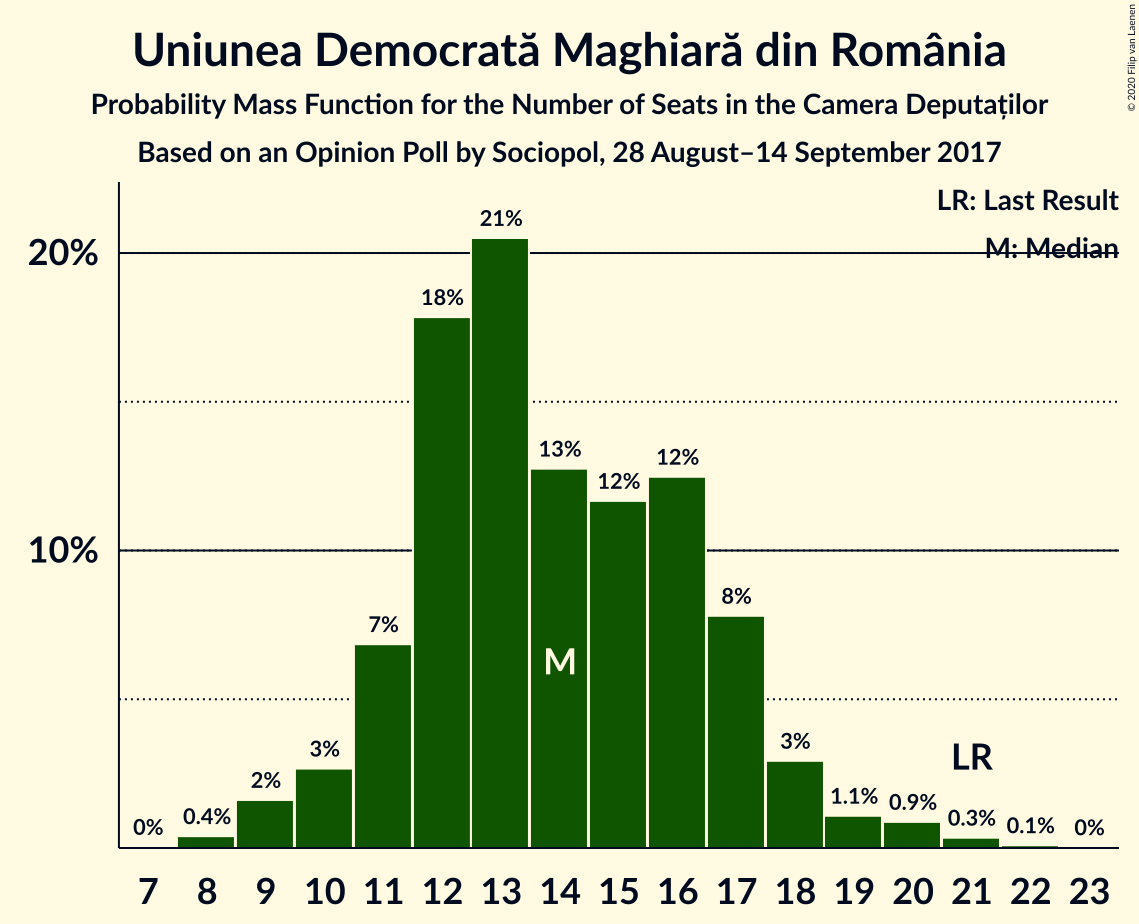 Uniunea Democrată Maghiară din România
Probability Mass Function for the Number of Seats in the Camera Deputaților
Based on an Opinion Poll by Sociopol, 28 August–14 September 2017
© 2020 Filip van Laenen
LR: Last Result
M: Median
20%
10%
0%
0.4%
2%
3%
7%
18%
21%
13%
12%
12%
8%
3%
1.1%
0.9%
0.3%
0.1%
0%
M
LR
7 8 9 10 11 12 13 14 15 16 17 18 19 20 21 22 23